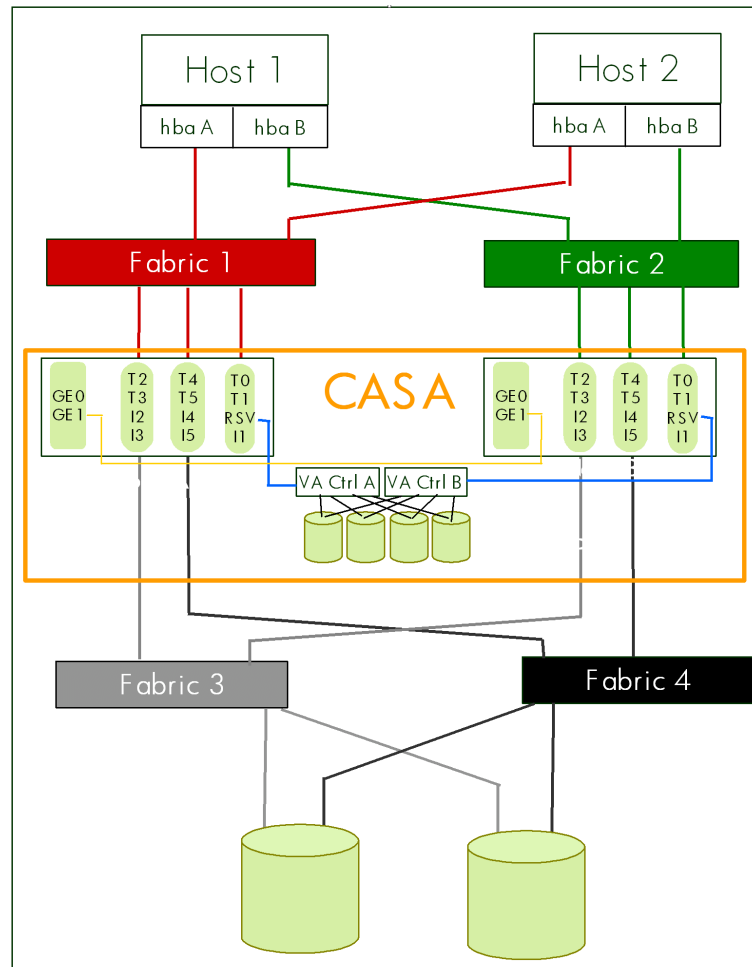 Host 1
hba A
hba B
Host 2
hba A
hba B
Fabric 1
Fabric 2
CASA
GE0
GE1
T2
T3
I2
I3
T4
T5
I4
I5
T0
T1
RSV
I1
GE0
GE1
T2
T3
I2
I3
T4
T5
I4
I5
T0
T1
RSV
I1
VA Ctrl A
VA Ctrl B
Fabric 3
Fabric 4